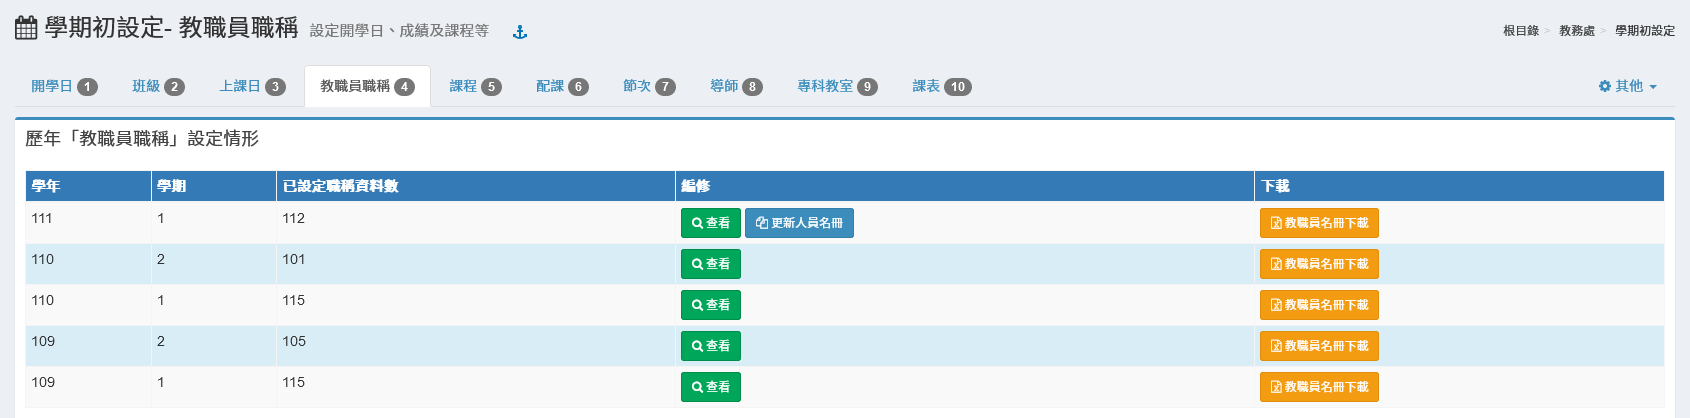 學期初設定- 教職員職稱 設定開學日、成績及課程等
根目錄 > 教務處 > 學期初設定
開學日 1 班級 2 上課日 3 教職員職稱 4 課程 5 配課 6 節次 7 導師 8 專科教室 9 課表 10 其他
歷年「教職員職稱」設定情形
學年 學期 已設定職稱資料數 編修 下載
111 1 112 查看 更新人員名冊 教職員名冊下載
110 2 101 查看 教職員名冊下載
110 1 115 查看 教職員名冊下載
109 2 105 查看 教職員名冊下載
109 1 115 查看 教職員名冊下載